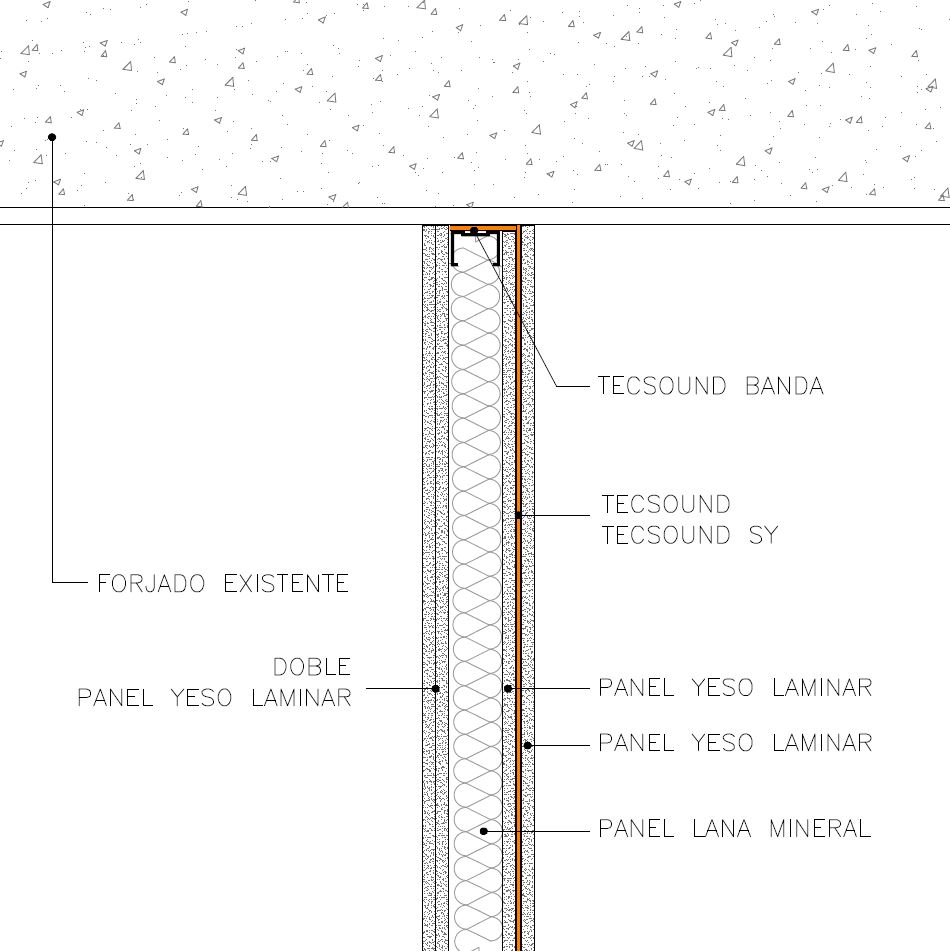 TECSOUND BANDA
TECSOUND
TECSOUND SY
FORJADO EXISTENTE
DOBLE
PANEL YESO LAMINAR
PANEL YESO LAMINAR
PANEL YESO LAMINAR
PANEL LANA MINERAL